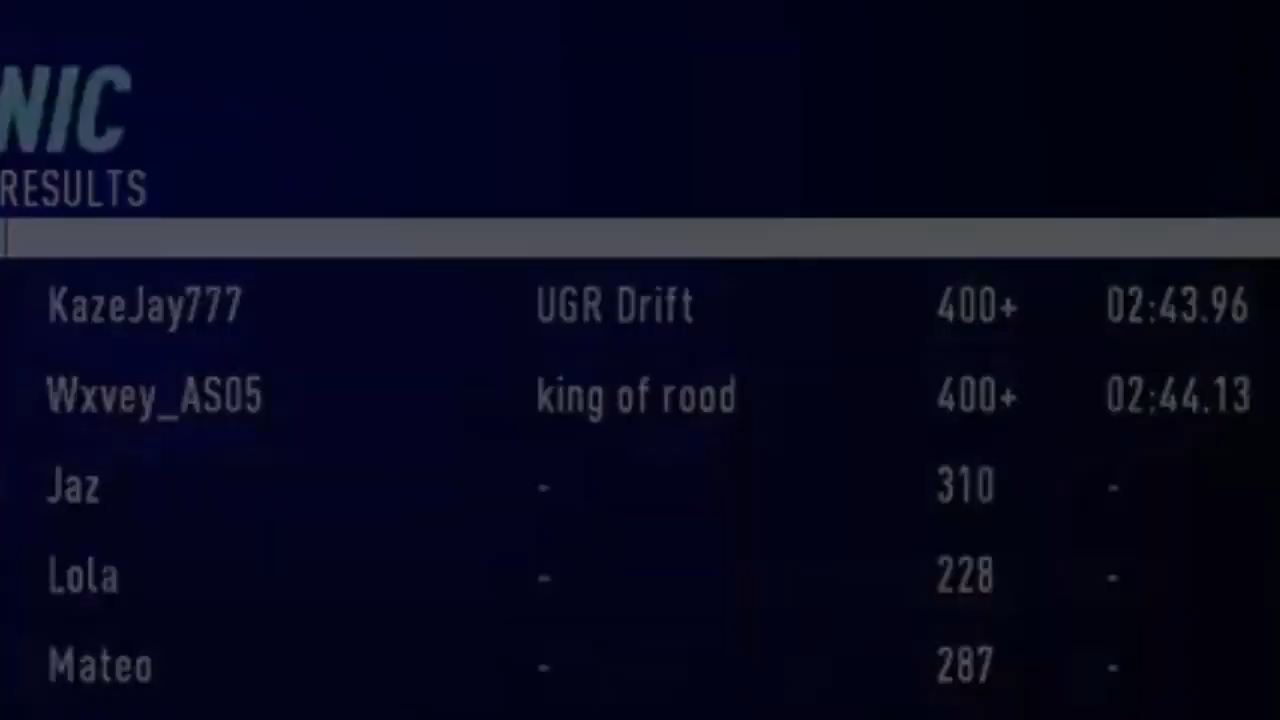 NIC
RESULTS
KazeJay777 UGR Drift 400+ 02:43.96
Wxvey_AS05 king of rood 400+ 02:44.13
Jaz - 310 -
Lola - 228 -
Mateo - 287 -